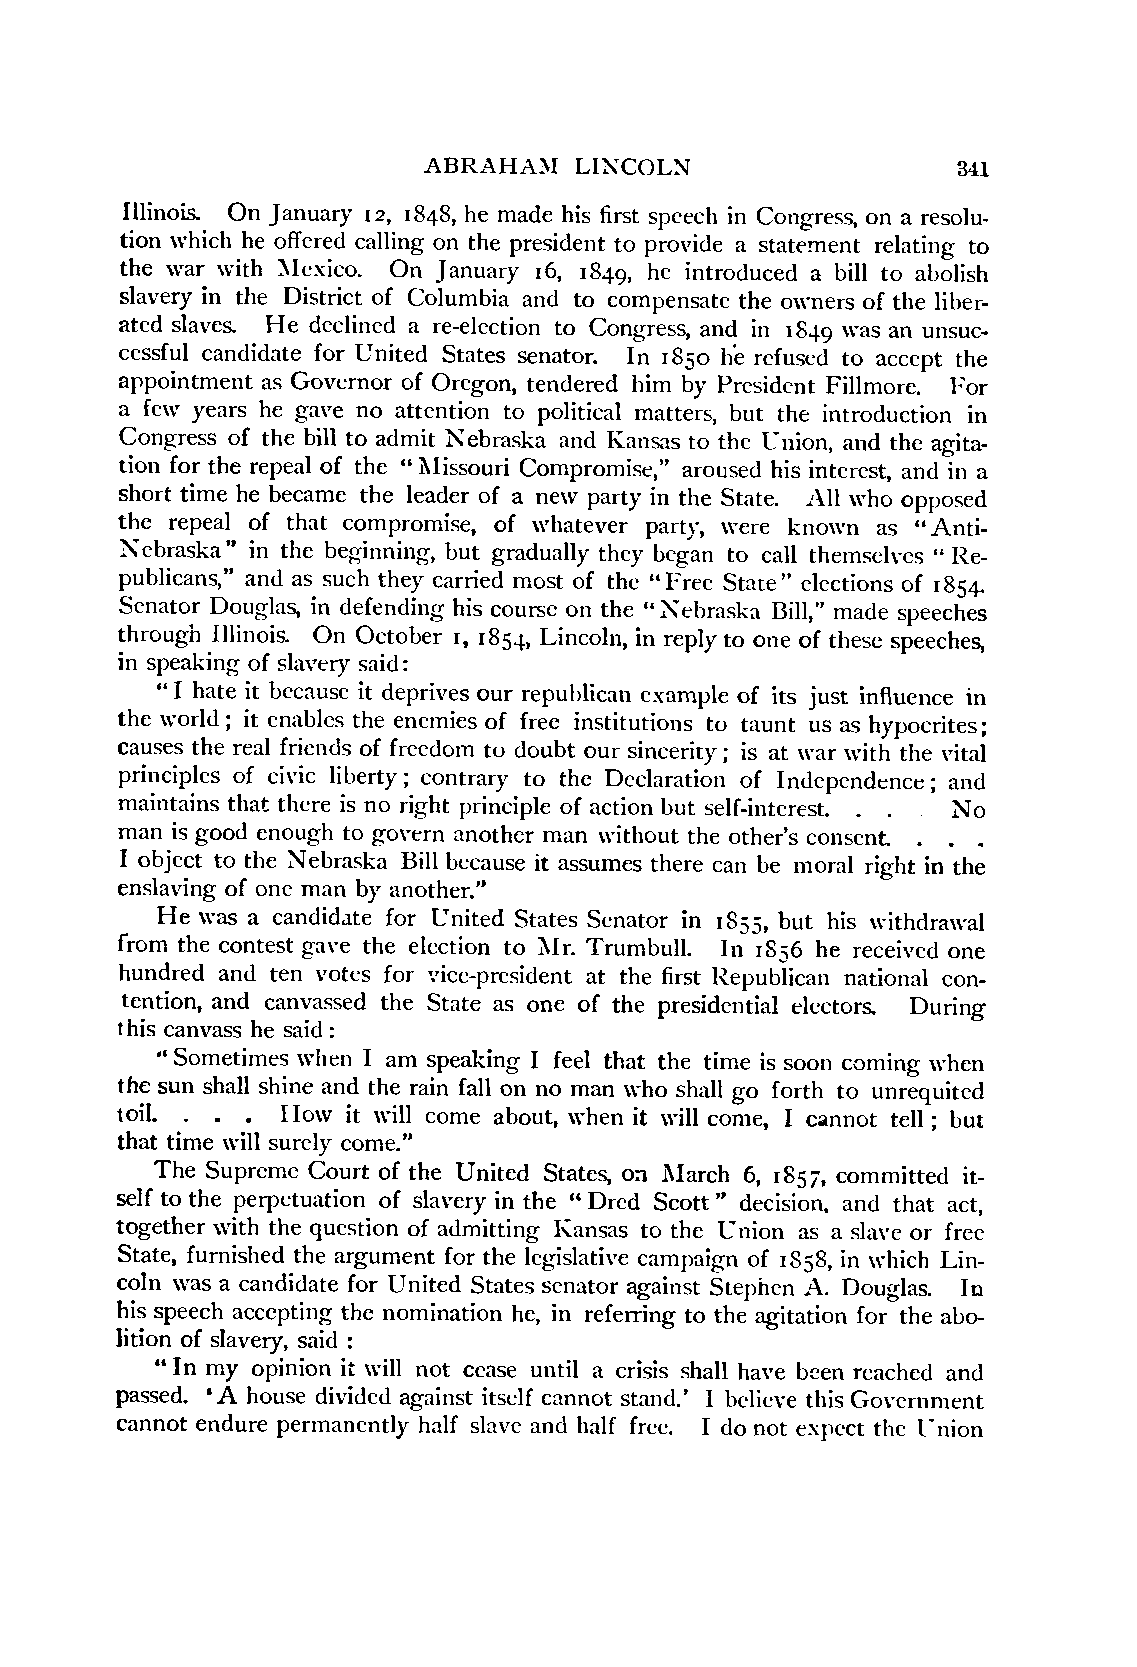 ABRAHAM LINCOLN 341
Illinois. On January 12, 1848, he made his first speech in Congress, on a resolu-
tion which he offered calling on the president to provide a statement relating to
the war with Mexico. On January 16, 1849, he introduced a bill to abolish
slavery in the District of Columbia and to compensate the owners of the liber-
ated slaves. He declined a re-election to Congress, and in 1849 was an unsuc-
cessful candidate for United States senator. In 1850 he refused to accept the
appointment as Governor of Oregon, tendered him by President Fillmore. For
a few years he gave no attention to political matters, but the introduction in
Congress of the bill to admit Nebraska and Kansas to the Union, and the agita-
tion for the repeal of the "Missouri Compromise," aroused his interest, and in a
short time he became the leader of a new party in the State. All who opposed
the repeal of that compromise, of whatever party, were known as "Anti-
Nebraska" in the beginning, but gradually they began to call themselves "Re-
publicans," and as such they carried most of the "Free State" elections of 1854.
Senator Douglas, in defending his course on the "Nebraska Bill," made speeches
through Illinois. On October 1, 1854, Lincoln, in reply to one of these speeches,
in speaking of slavery said:
"I hate it because it deprives our republican example of its just influence in
the world; it enables the enemies of free institutions to taunt us as hypocrites;
causes the real friends of freedom to doubt our sincerity; is at war with the vital
principles of civic liberty; contrary to the Declaration of Independence; and
maintains that there is no right principle of action but self-interest. . . . No
man is good enough to govern another man without the other's consent. . . .
I object to the Nebraska Bill because it assumes there can be moral right in the
enslaving of one man by another."
He was a candidate for United States Senator in 1855, but his withdrawal
from the contest gave the election to Mr. Trumbull. In 1856 he received one
hundred and ten votes for vice-president at the first Republican national con-
tention, and canvassed the State as one of the presidential electors. During
this canvass he said:
"Sometimes when I am speaking I feel that the time is soon coming when
the sun shall shine and the rain fall on no man who shall go forth to unrequited
toil. . . . How it will come about, when it will come, I cannot tell; but
that time will surely come."
The Supreme Court of the United States, on March 6, 1857, committed it-
self to the perpetuation of slavery in the "Dred Scott" decision, and that act,
together with the question of admitting Kansas to the Union as a slave or free
State, furnished the argument for the legislative campaign of 1858, in which Lin-
coln was a candidate for United States senator against Stephen A. Douglas. In
his speech accepting the nomination he, in referring to the agitation for the abo-
lition of slavery, said:
"In my opinion it will not cease until a crisis shall have been reached and
passed. 'A house divided against itself cannot stand.' I believe this Government
cannot endure permanently half slave and half free. I do not expect the Union